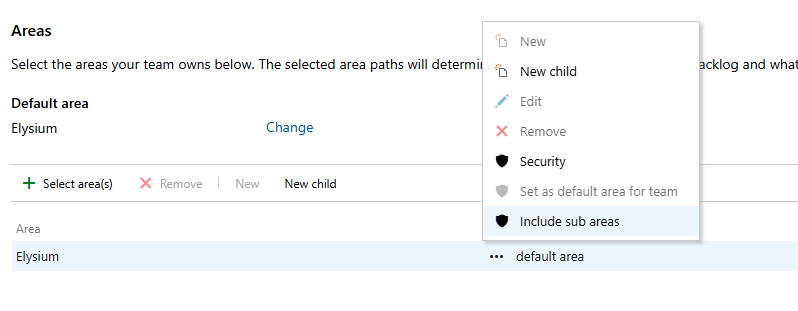 Areas
Select the areas your team owns below. The selected area paths will determin
acklog and what
Default area
Elysium Change
Select area(s) Remove New New child
Area
Elysium default area
New
New child
Edit
Remove
Security
Set as default area for team
Include sub areas